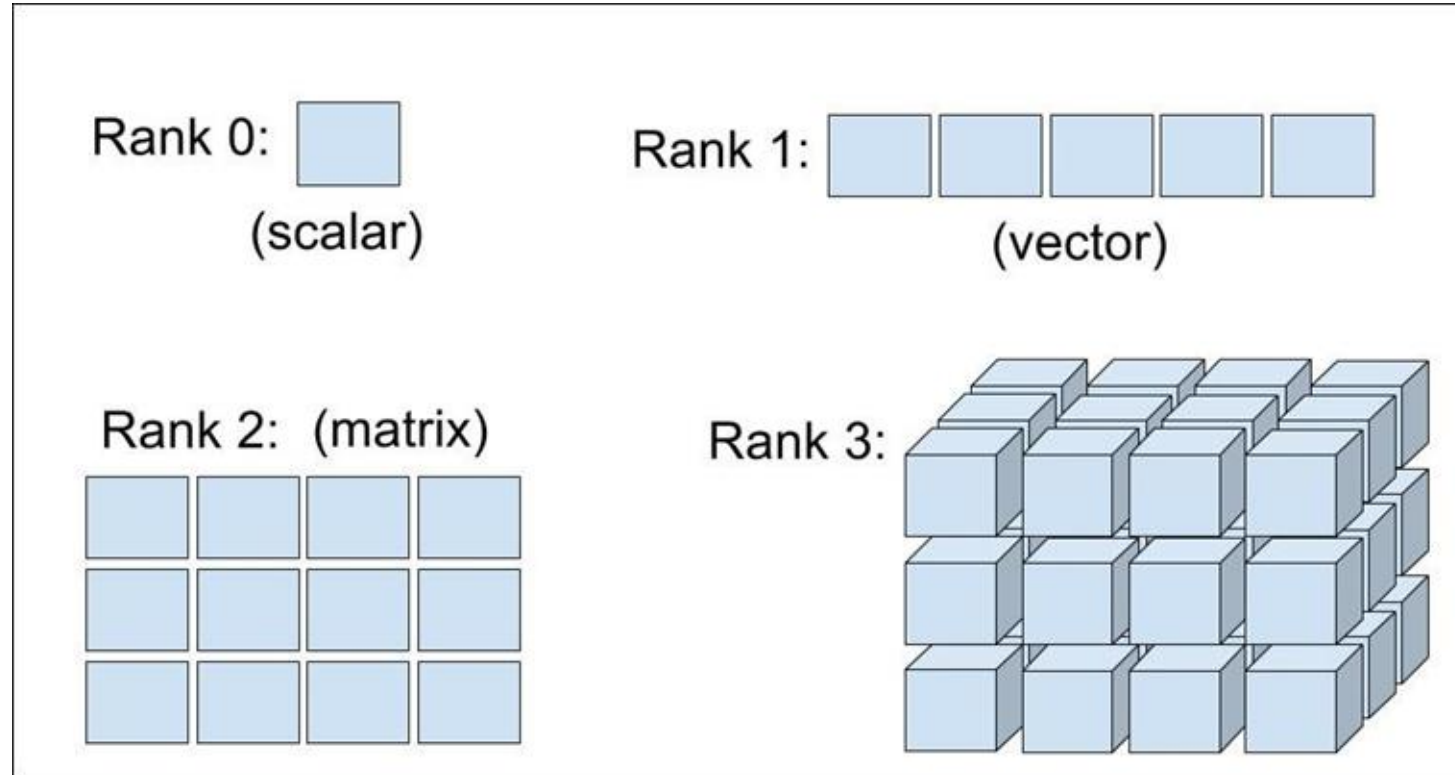 Rank 0:
(scalar)
Rank 1:
(vector)
Rank 2: (matrix)
Rank 3: